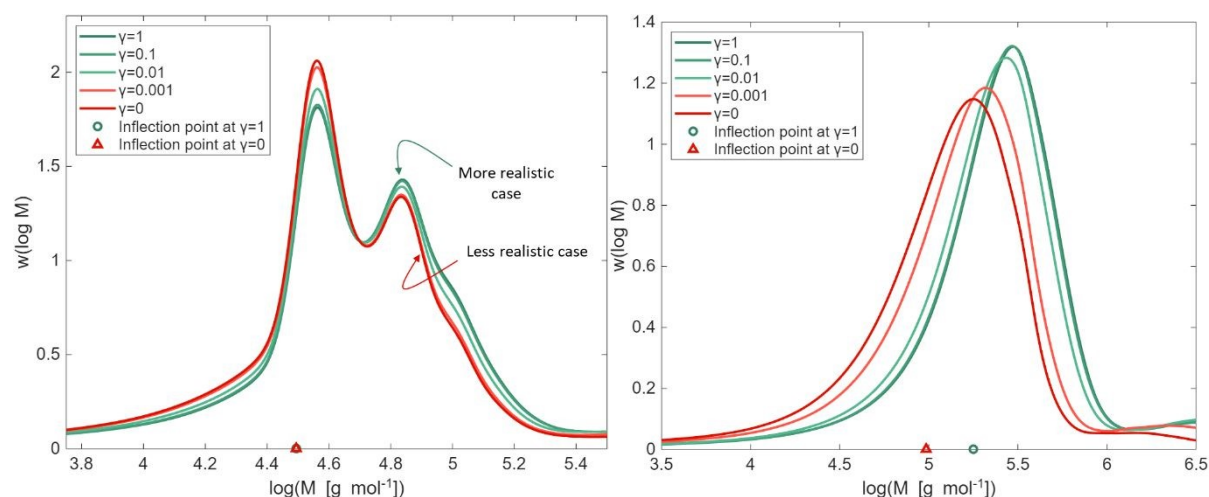 γ=1
γ=0.1
γ=0.01
γ=0.001
γ=0
Inflection point at γ=1
Inflection point at γ=0
More realistic
case
Less realistic case
w(log M)
2
1.5
1
0.5
0
3.8 4 4.2 4.4 4.6 4.8 5 5.2 5.4
log(M [g mol⁻¹])
γ=1
γ=0.1
γ=0.01
γ=0.001
γ=0
Inflection point at γ=1
Inflection point at γ=0
w(log M)
1.4
1.2
1
0.8
0.6
0.4
0.2
0
3.5 4 4.5 5 5.5 6 6.5
log(M [g mol⁻¹])